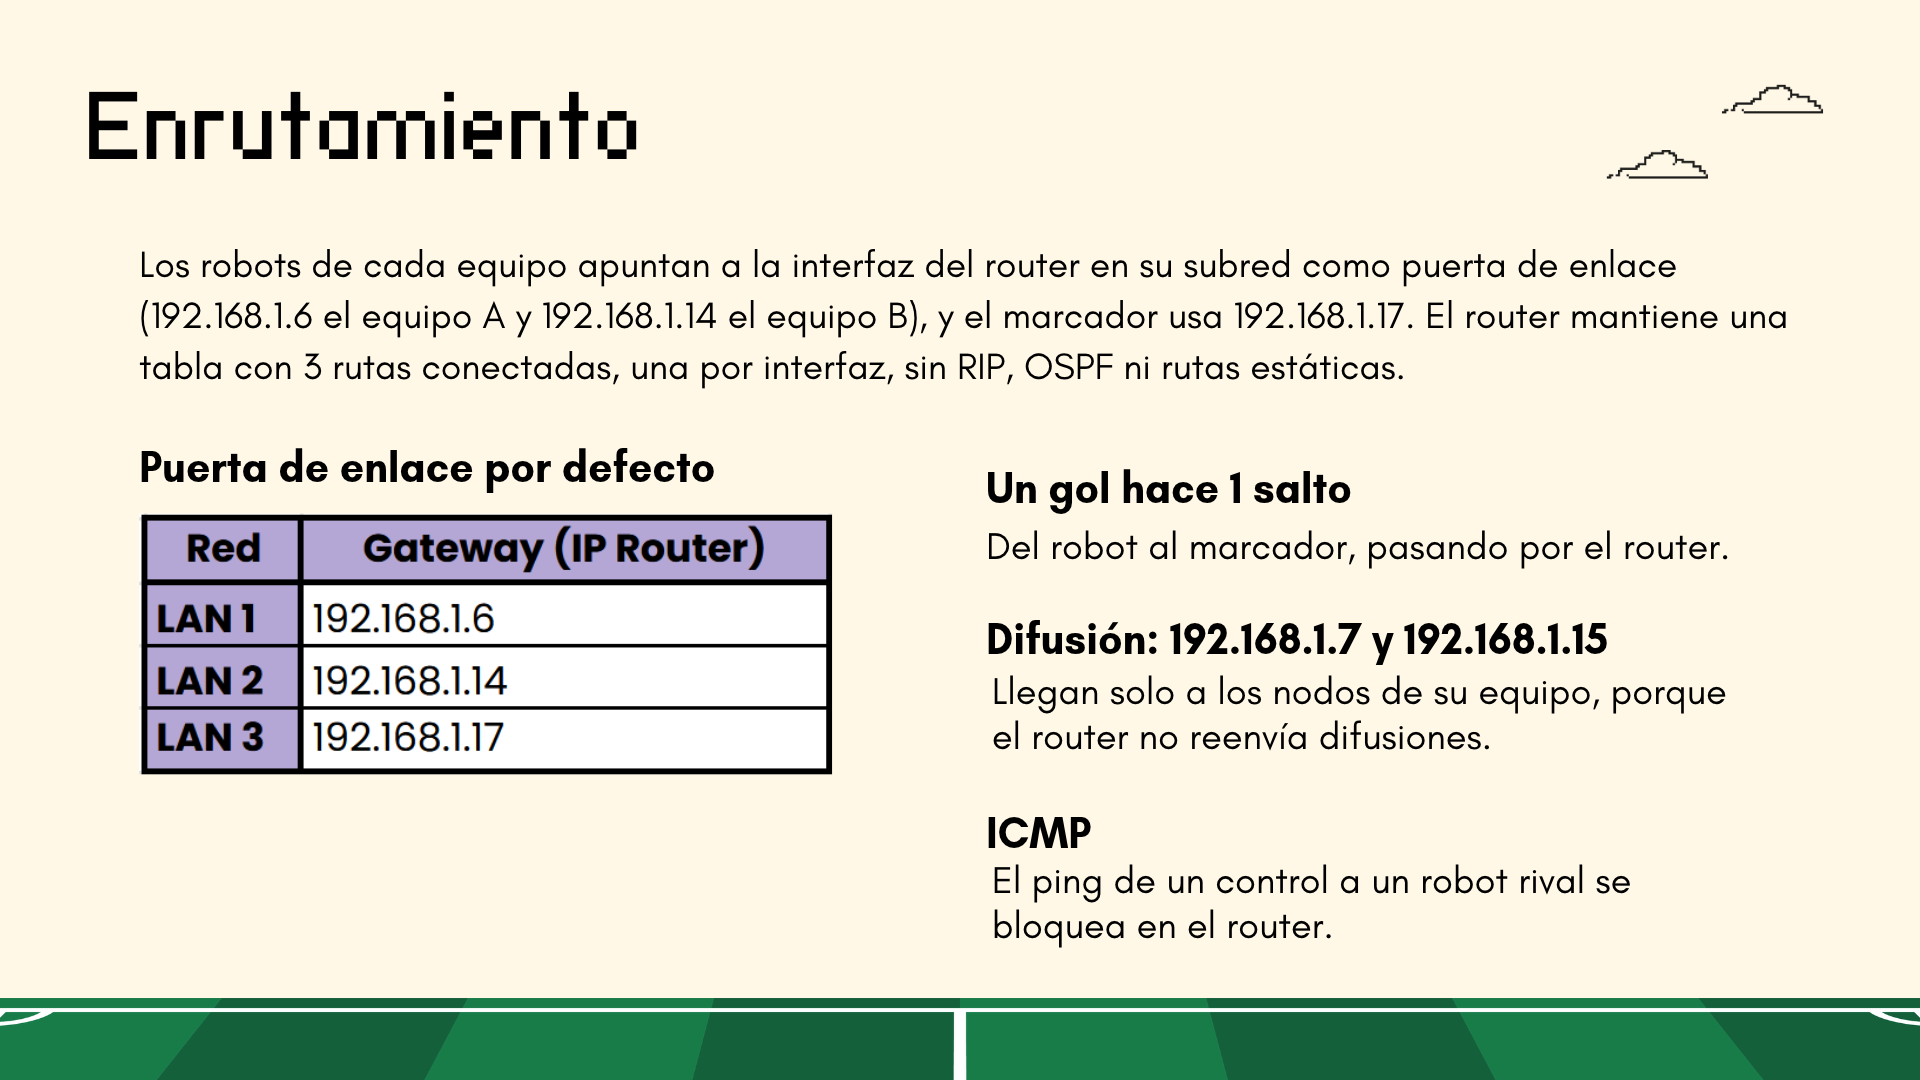 Enrutamiento
Los robots de cada equipo apuntan a la interfaz del router en su subred como puerta de enlace
(192.168.1.6 el equipo A y 192.168.1.14 el equipo B), y el marcador usa 192.168.1.17. El router mantiene una
tabla con 3 rutas conectadas, una por interfaz, sin RIP, OSPF ni rutas estáticas.
Puerta de enlace por defecto
Red Gateway (IP Router)
LAN 1 192.168.1.6
LAN 2 192.168.1.14
LAN 3 192.168.1.17
Un gol hace 1 salto
Del robot al marcador, pasando por el router.
Difusión: 192.168.1.7 y 192.168.1.15
Llegan solo a los nodos de su equipo, porque
el router no reenvía difusiones.
ICMP
El ping de un control a un robot rival se
bloquea en el router.